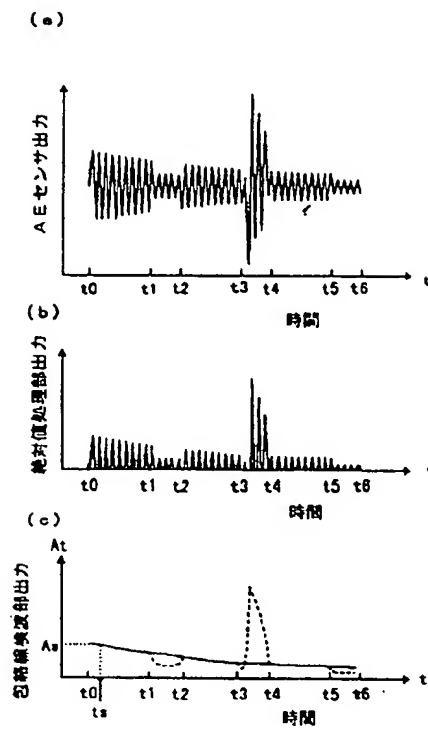 (a)
AEセンサ出力
t0 t1 t2 t3 t4 t5 t6 t
時間
(b)
絶対値処理部出力
t0 t1 t2 t3 t4 t5 t6 t
時間
(c)
At
包絡線検波部出力
As
t0 t1 t2 t3 t4 t5 t6 t
ts
時間